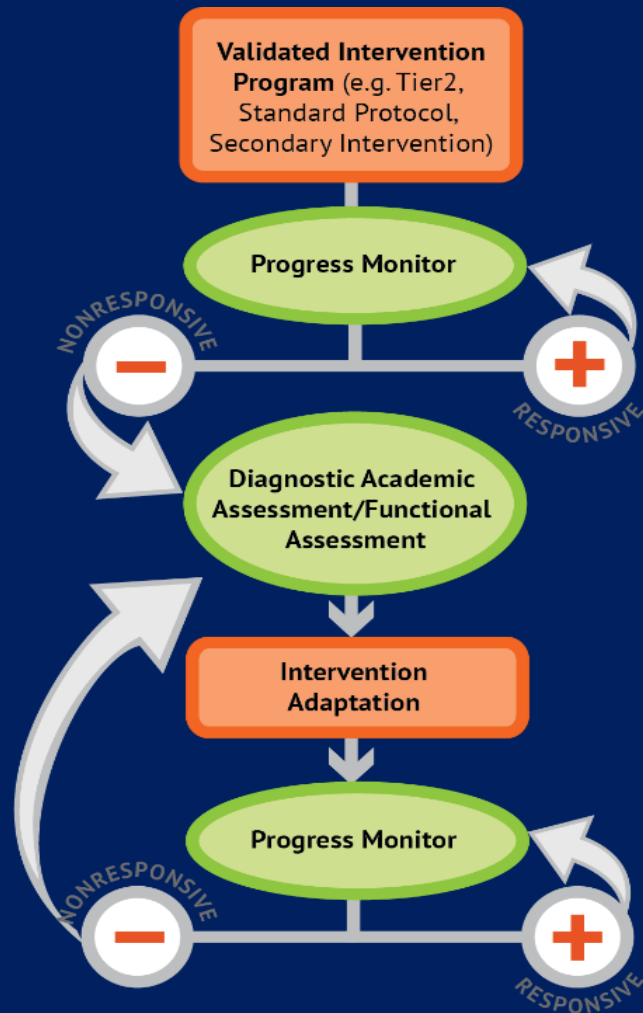 Validated Intervention
Program (e.g. Tier2,
Standard Protocol,
Secondary Intervention)
Progress Monitor
NONRESPONSIVE
RESPONSIVE
Diagnostic Academic
Assessment/Functional
Assessment
Intervention
Adaptation
Progress Monitor
NONRESPONSIVE
RESPONSIVE